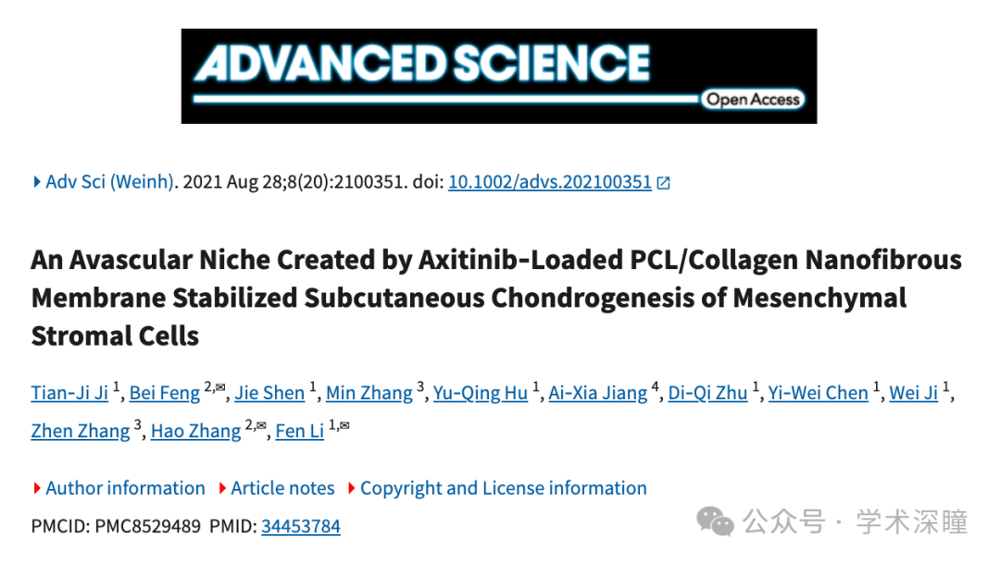 ADVANCED SCIENCE
Open Access
Adv Sci (Weinh). 2021 Aug 28;8(20):2100351. doi: 10.1002/advs.202100351
An Avascular Niche Created by Axitinib‐Loaded PCL/Collagen Nanofibrous
Membrane Stabilized Subcutaneous Chondrogenesis of Mesenchymal
Stromal Cells
Tian‐Ji Ji 1, Bei Feng 2,✉, Jie Shen 1, Min Zhang 3, Yu‐Qing Hu 1, Ai‐Xia Jiang 4, Di‐Qi Zhu 1, Yi‐Wei Chen 1, Wei Ji 1,
Zhen Zhang 3, Hao Zhang 2,✉, Fen Li 1,✉
Author information Article notes Copyright and License information
PMCID: PMC8529489 PMID: 34453784
公众号 · 学术深瞳